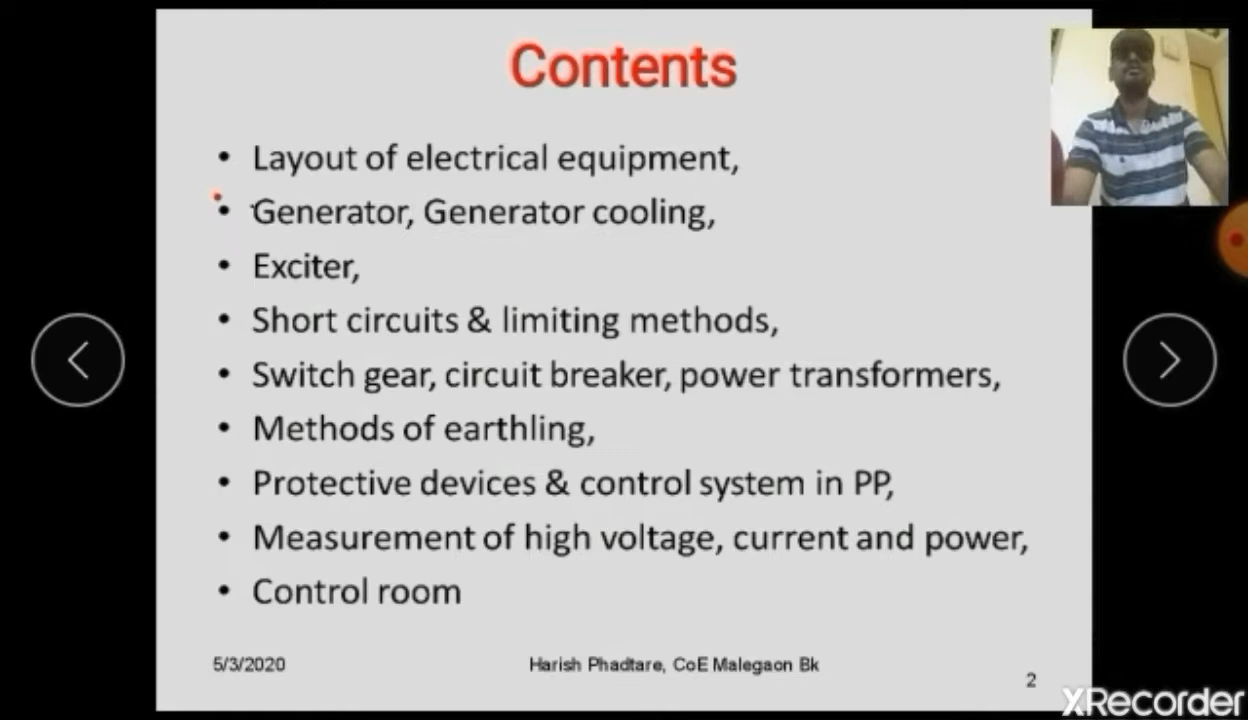 Contents
• Layout of electrical equipment,
• Generator, Generator cooling,
• Exciter,
• Short circuits & limiting methods,
• Switch gear, circuit breaker, power transformers,
• Methods of earthling,
• Protective devices & control system in PP,
• Measurement of high voltage, current and power,
• Control room
5/3/2020
Harish Phadtare, CoE Malegaon Bk
2
XRecorder